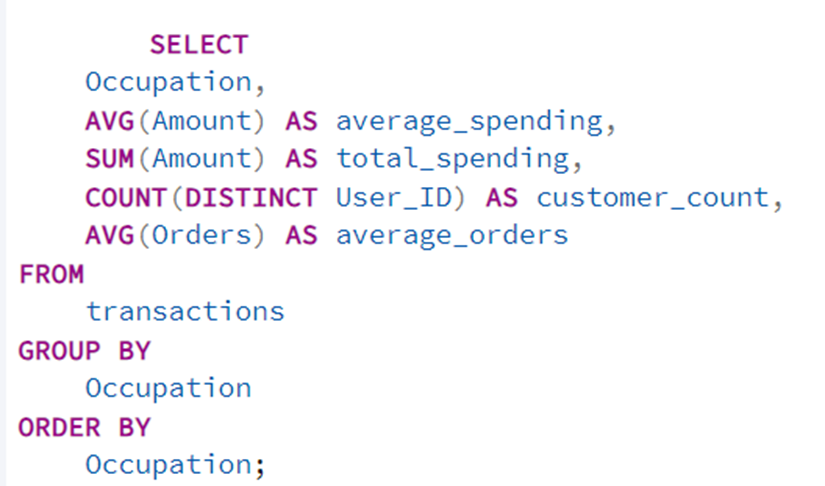 SELECT
Occupation,
AVG(Amount) AS average_spending,
SUM(Amount) AS total_spending,
COUNT(DISTINCT User_ID) AS customer_count,
AVG(Orders) AS average_orders
FROM
transactions
GROUP BY
Occupation
ORDER BY
Occupation;